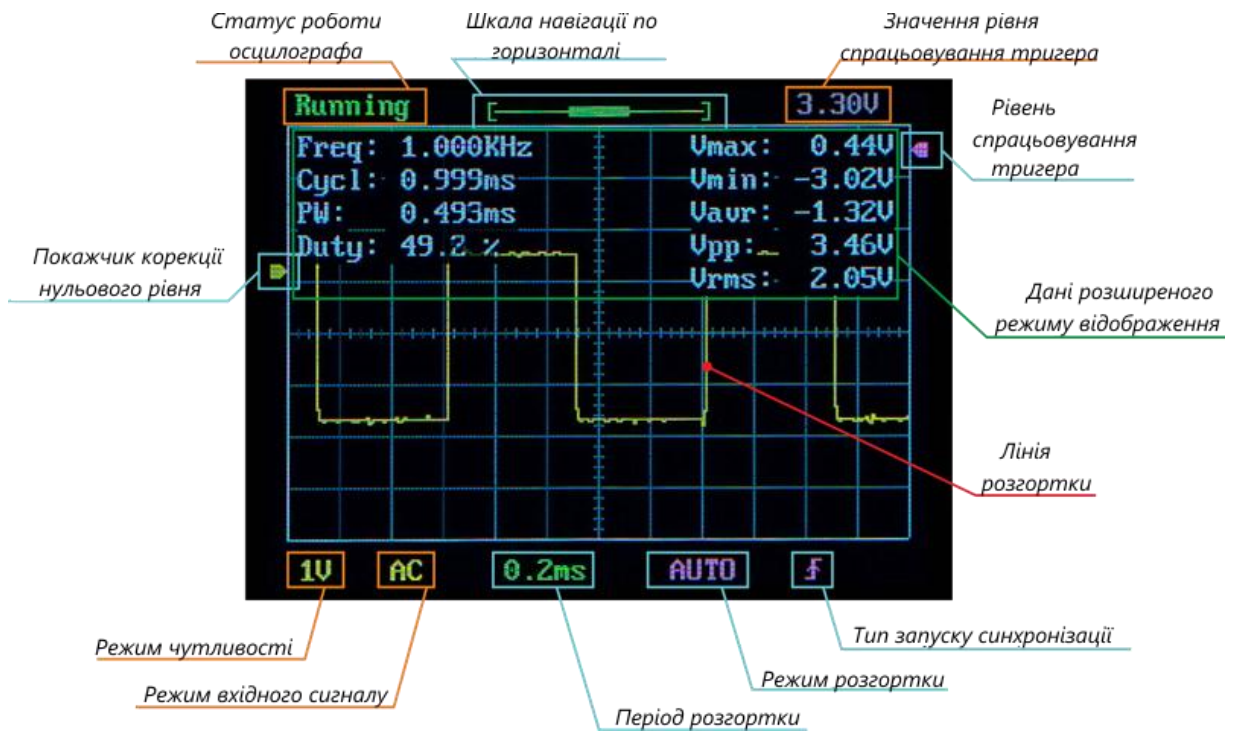 Статус роботи
осцилографа
Шкала навігації по
горизонталі
Значення рівня
спрацьовування тригера
Running
3.30V
Рівень
спрацьовування
тригера
Freq: 1.000KHz
Vmax: 0.44V
Cycl: 0.999ms
Vmin: -3.02V
PW: 0.493ms
Vavr: -1.32V
Duty: 49.2 %
Vpp: 3.46V
Vrms: 2.05V
Покажчик корекції
нульового рівня
Дані розширеного
режиму відображення
Лінія
розгортки
1V
AC
0.2ms
AUTO
Режим чутливості
Тип запуску синхронізації
Режим вхідного сигналу
Режим розгортки
Період розгортки